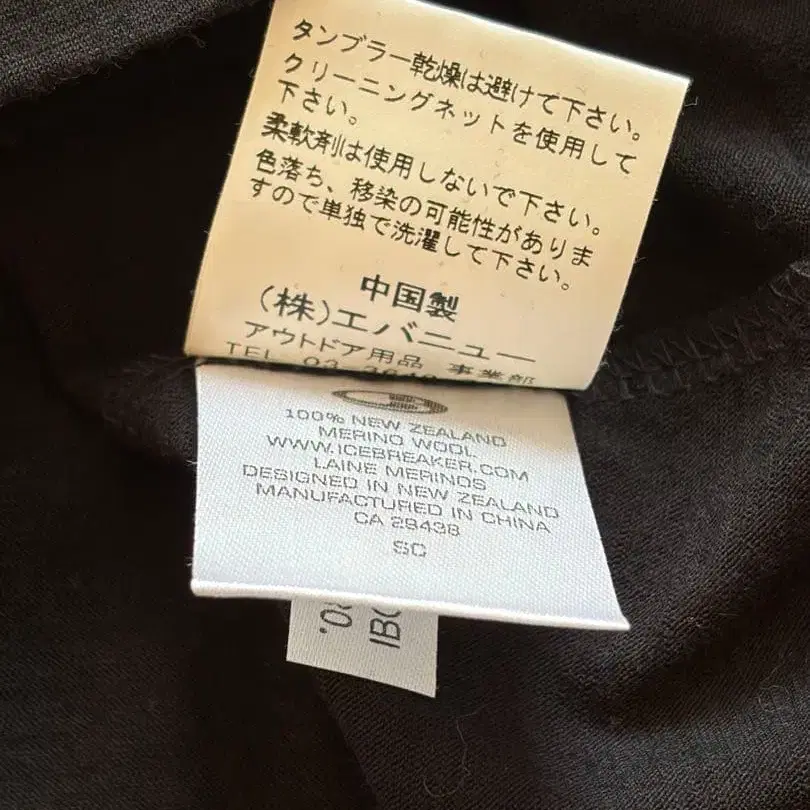 タンブラー乾燥は避けて下さい。
クリーニングネットを使用して
下さい。
柔軟剤は使用しないで下さい。
色落ち、移染の可能性がありま
すので単独で洗濯して下さい。
中国製
(株)エバニュー
アウトドア用品 事業部
TEL 03
100% NEW ZEALAND
MERINO WOOL
WWW.ICEBREAKER.COM
LAINE MERINOS
DESIGNED IN NEW ZEALAND
MANUFACTURED IN CHINA
CA 29438
SC